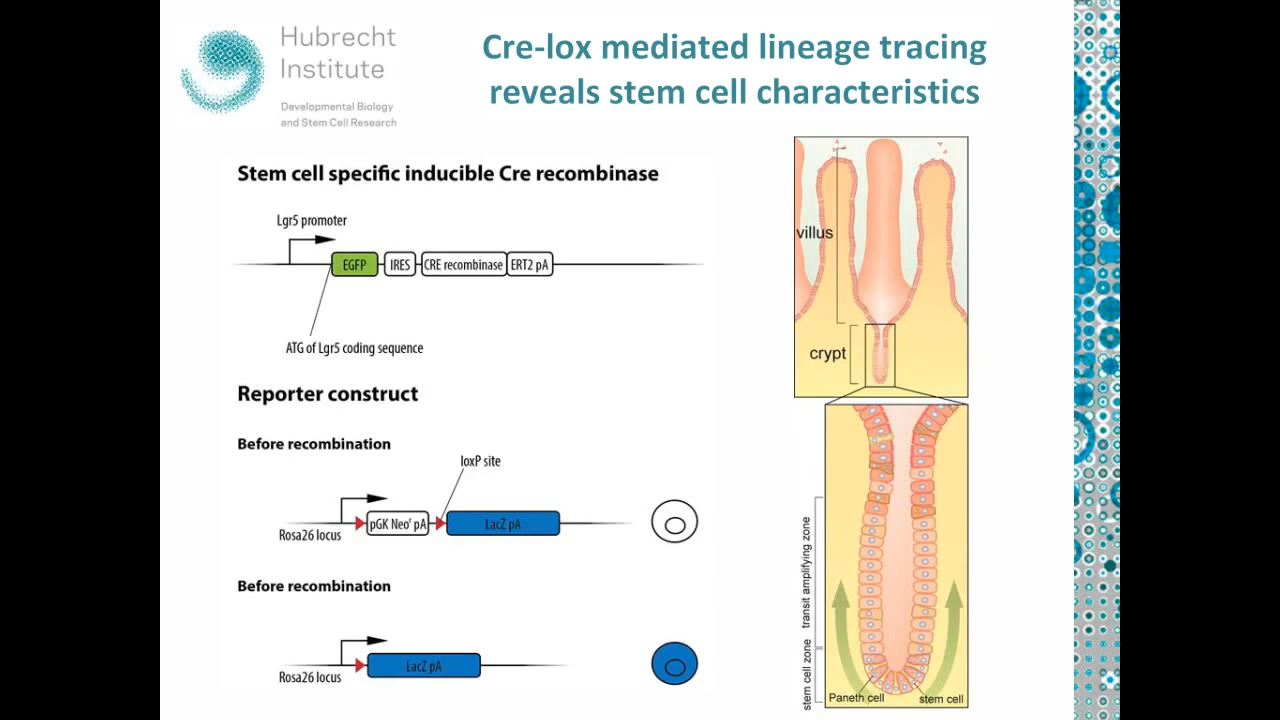 Hubrecht
Institute
Developmental Biology
and Stem Cell Research
Cre-lox mediated lineage tracing
reveals stem cell characteristics
Stem cell specific inducible Cre recombinase
Lgr5 promoter
EGFP
IRES
CRE recombinase
ERT2 pA
ATG of Lgr5 coding sequence
Reporter construct
Before recombination
loxP site
pGK Neoʳ pA
LacZ pA
Rosa26 locus
Before recombination
LacZ pA
Rosa26 locus
villus
crypt
transit amplifying zone
stem cell zone
Paneth cell
stem cell